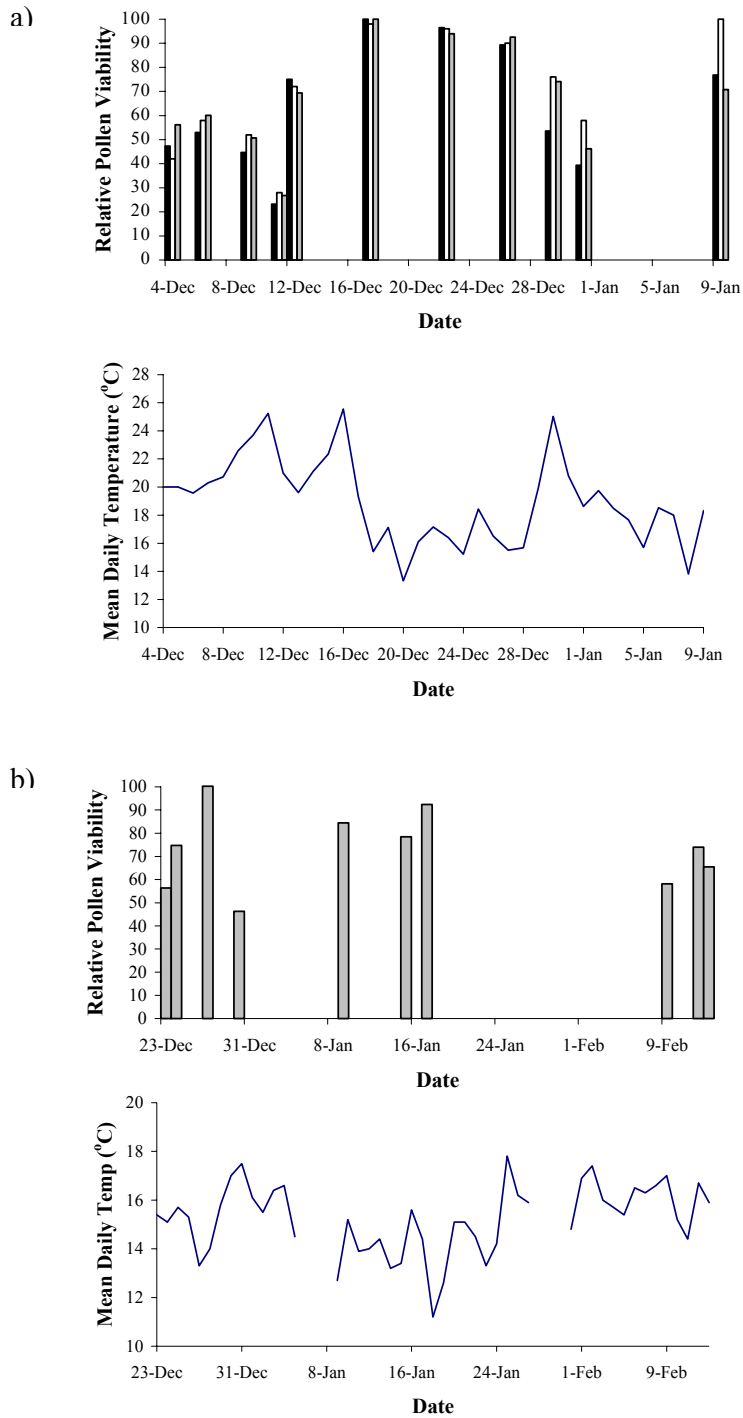 a)
Relative Pollen Viability
100
90
80
70
60
50
40
30
20
10
0
4-Dec 8-Dec 12-Dec 16-Dec 20-Dec 24-Dec 28-Dec 1-Jan 5-Jan 9-Jan
Date
Mean Daily Temperature (°C)
28
26
24
22
20
18
16
14
12
10
4-Dec 8-Dec 12-Dec 16-Dec 20-Dec 24-Dec 28-Dec 1-Jan 5-Jan 9-Jan
Date
b)
Relative Pollen Viability
100
90
80
70
60
50
40
30
20
10
0
23-Dec 31-Dec 8-Jan 16-Jan 24-Jan 1-Feb 9-Feb
Date
Mean Daily Temp (°C)
20
18
16
14
12
10
23-Dec 31-Dec 8-Jan 16-Jan 24-Jan 1-Feb 9-Feb
Date